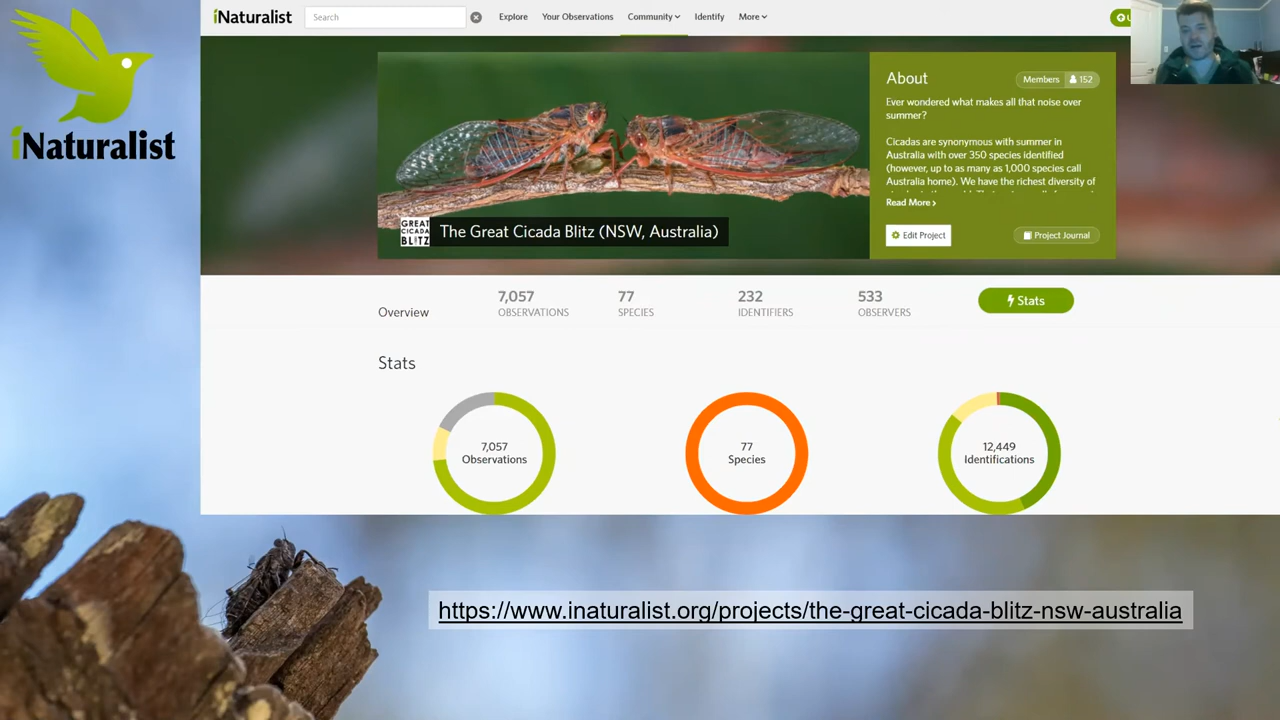 iNaturalist
iNaturalist
Search
Explore
Your Observations
Community
Identify
More
About
Members 152
Ever wondered what makes all that noise over
summer?
Cicadas are synonymous with summer in
Australia with over 350 species identified
(however, up to as many as 1,000 species call
Australia home). We have the richest diversity of
Read More
GREAT
CICADA
BLITZ
The Great Cicada Blitz (NSW, Australia)
Edit Project
Project Journal
Overview
7,057
OBSERVATIONS
77
SPECIES
232
IDENTIFIERS
533
OBSERVERS
Stats
Stats
7,057
Observations
77
Species
12,449
Identifications
https://www.inaturalist.org/projects/the-great-cicada-blitz-nsw-australia